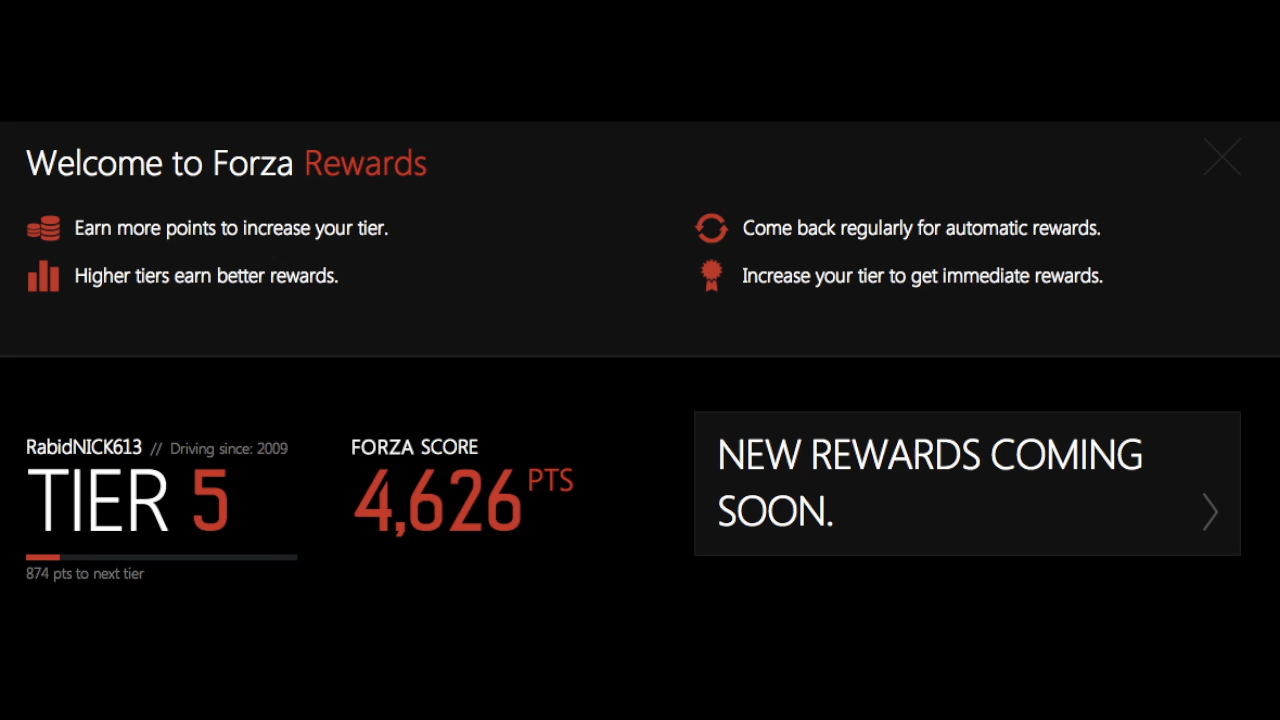 Welcome to Forza Rewards
Earn more points to increase your tier.
Higher tiers earn better rewards.
Come back regularly for automatic rewards.
Increase your tier to get immediate rewards.
RabidNICK613 // Driving since: 2009
TIER 5
874 pts to next tier
FORZA SCORE
4,626 PTS
NEW REWARDS COMING
SOON.